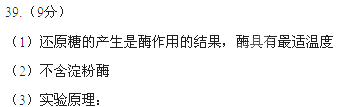 39.（9分）
（1）还原糖的产生是酶作用的结果，酶具有最适温度
（2）不含淀粉酶
（3）实验原理：